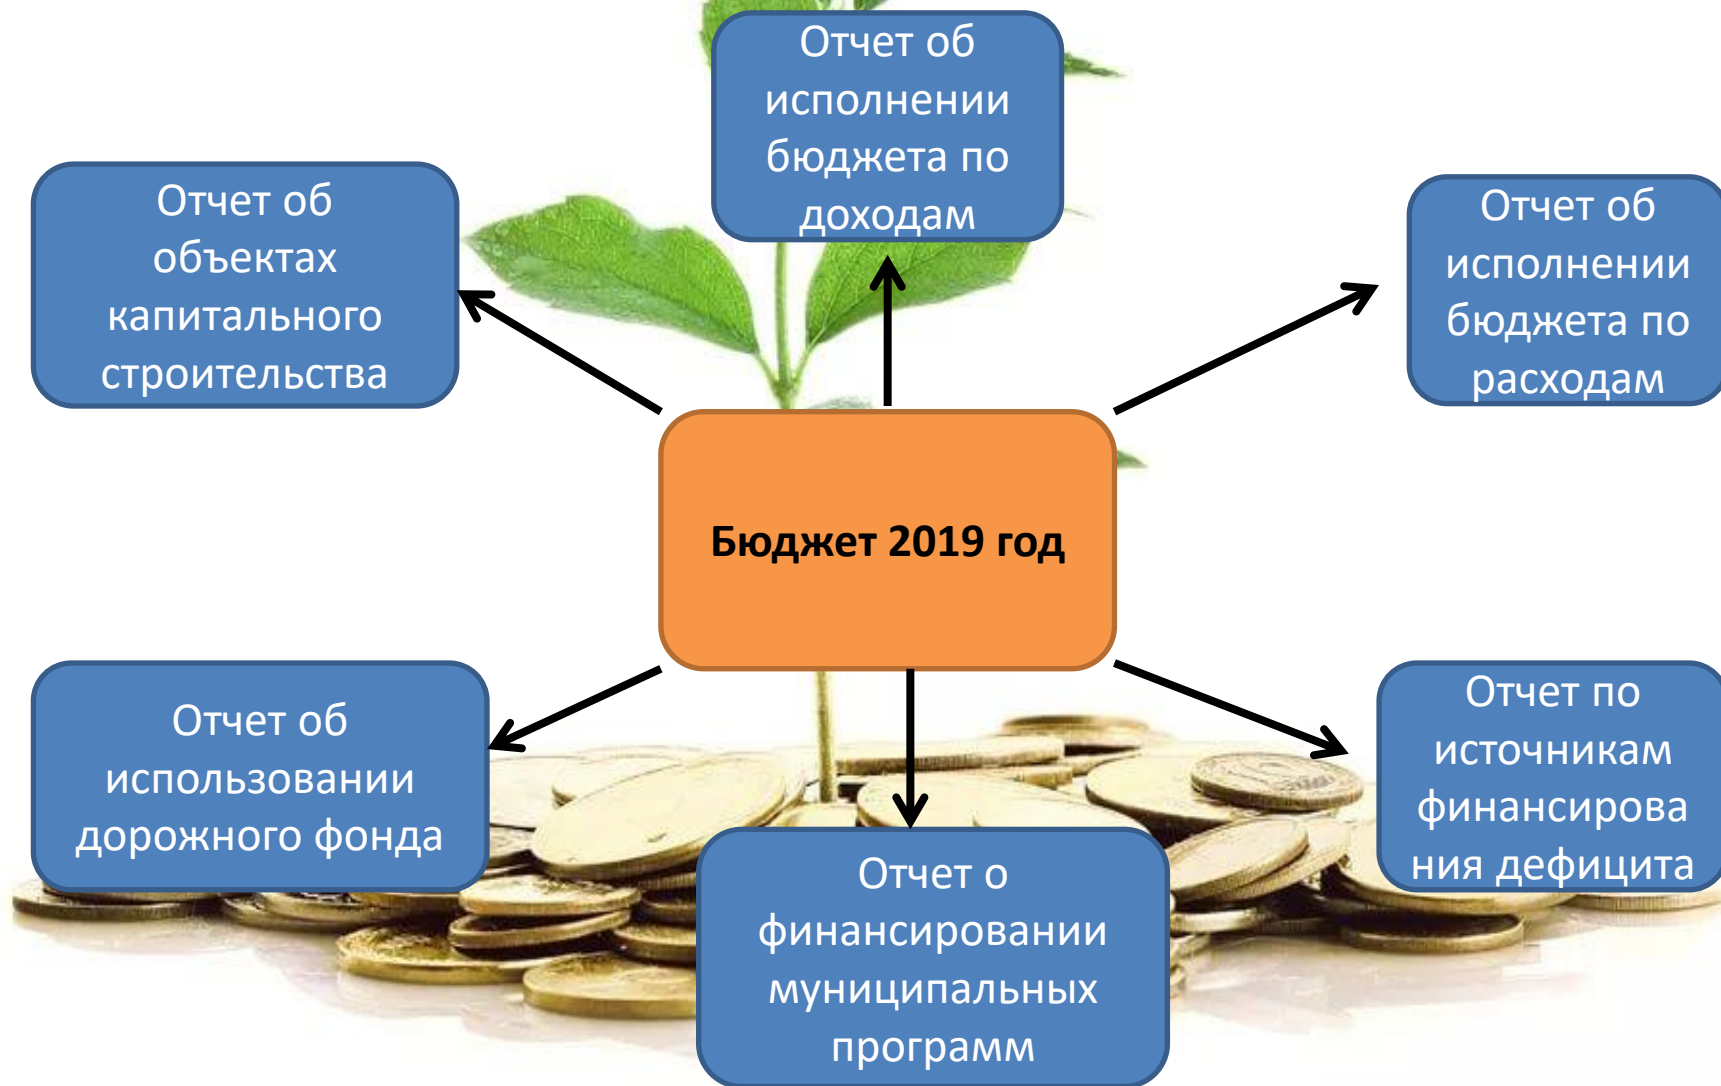 Отчет об
исполнении
бюджета по
доходам
Отчет об
объектах
капитального
строительства
Отчет об
исполнении
бюджета по
расходам
Бюджет 2019 год
Отчет об
использовании
дорожного фонда
Отчет о
финансировании
муниципальных
программ
Отчет по
источникам
финансирова
ния дефицита